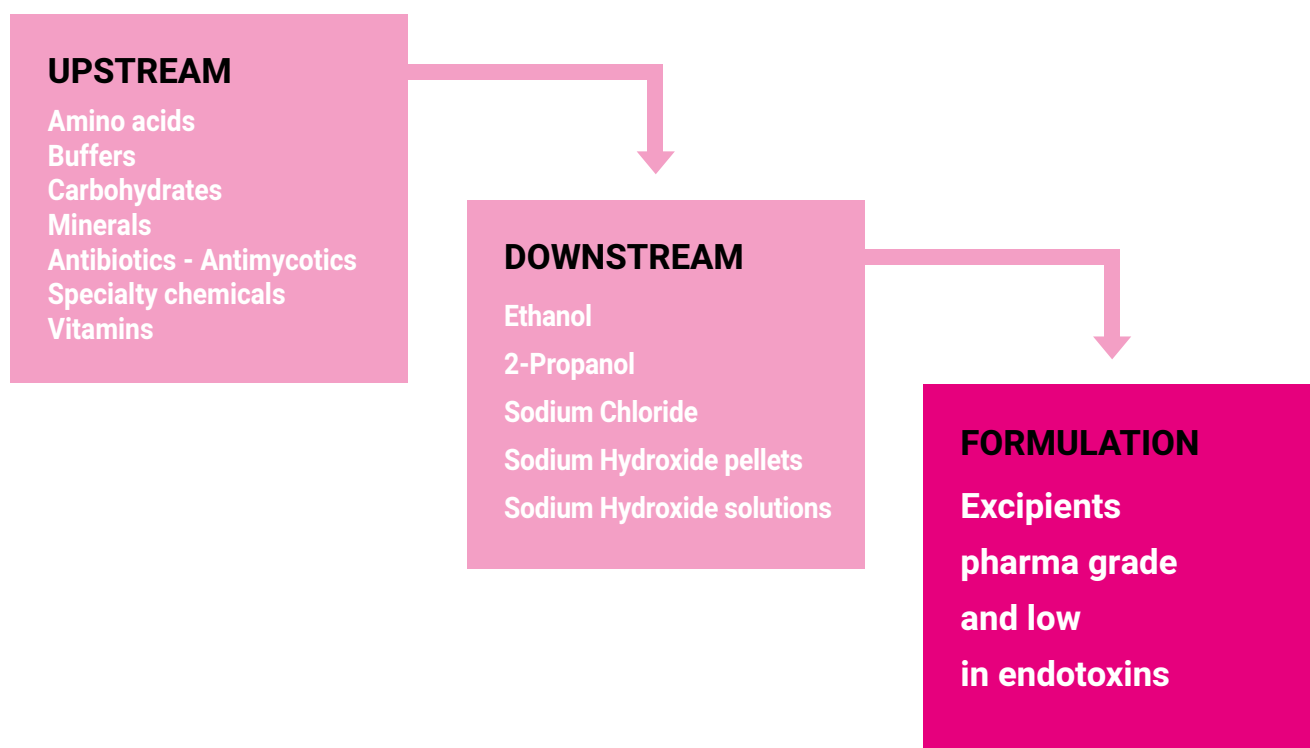 UPSTREAM
Amino acids
Buffers
Carbohydrates
Minerals
Antibiotics - Antimycotics
Specialty chemicals
Vitamins
DOWNSTREAM
Ethanol
2-Propanol
Sodium Chloride
Sodium Hydroxide pellets
Sodium Hydroxide solutions
FORMULATION
Excipients
pharma grade
and low
in endotoxins